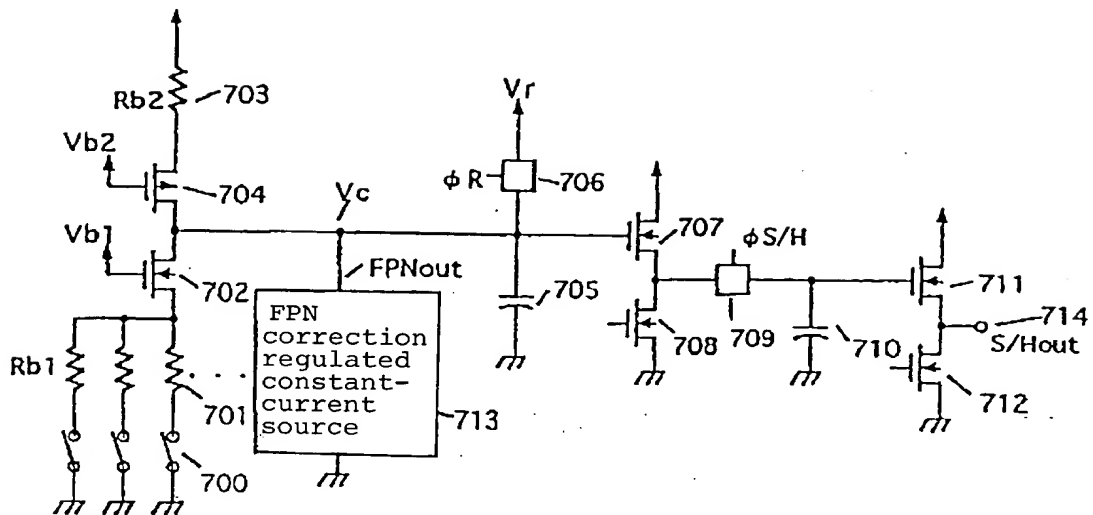 Rb2
703
Vb2
704
Vr
φR
706
Vc
Vb1
702
FPNout
705
707
φS/H
708
709
710
711
714
S/Hout
712
Rb1
701
FPN
correction
regulated
constant-
current
source
713
700